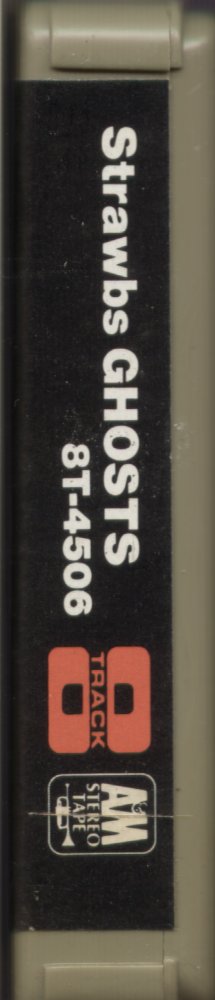 Strawbs GHOSTS
8T-4506
8 TRACK
A&M
STEREO
TAPE